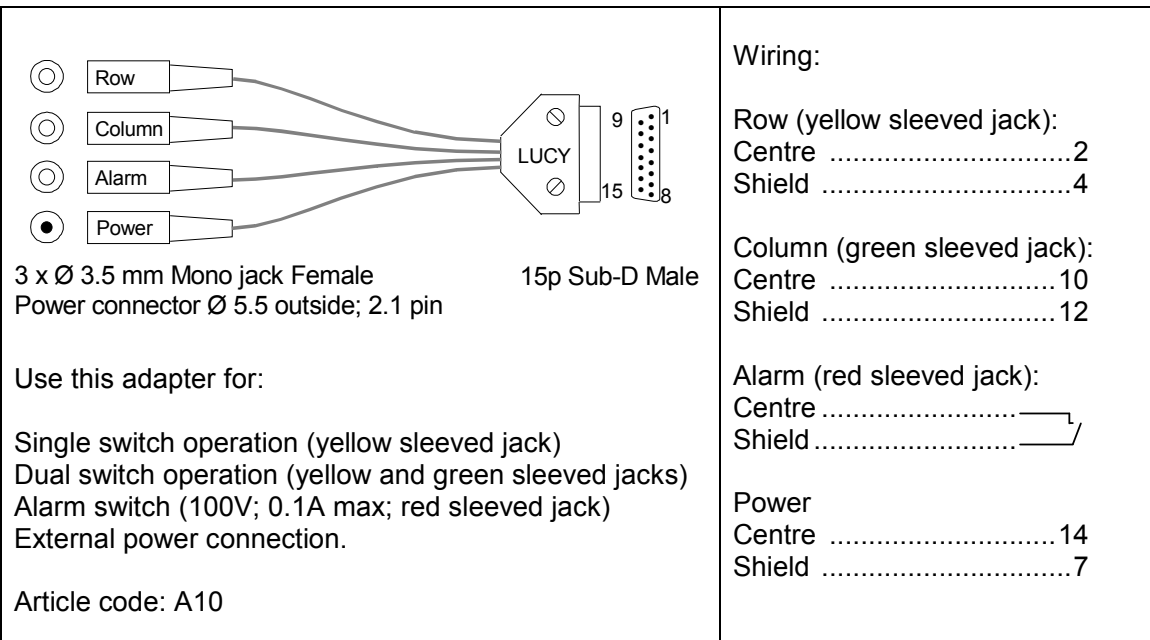 Row
Column
Alarm
Power
LUCY
9
1
15
8
3 x Ø 3.5 mm Mono jack Female
15p Sub-D Male
Power connector Ø 5.5 outside; 2.1 pin
Use this adapter for:
Single switch operation (yellow sleeved jack)
Dual switch operation (yellow and green sleeved jacks)
Alarm switch (100V; 0.1A max; red sleeved jack)
External power connection.
Article code: A10
Wiring:
Row (yellow sleeved jack):
Centre ...............................2
Shield ................................4
Column (green sleeved jack):
Centre .............................10
Shield ..............................12
Alarm (red sleeved jack):
Centre .........................
Shield ..........................
Power
Centre .............................14
Shield ................................7